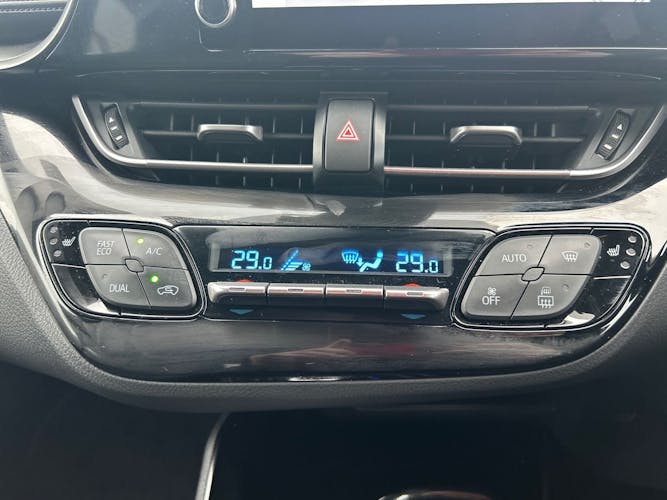 FAST
ECO
A/C
DUAL
29.0
29.0
AUTO
OFF